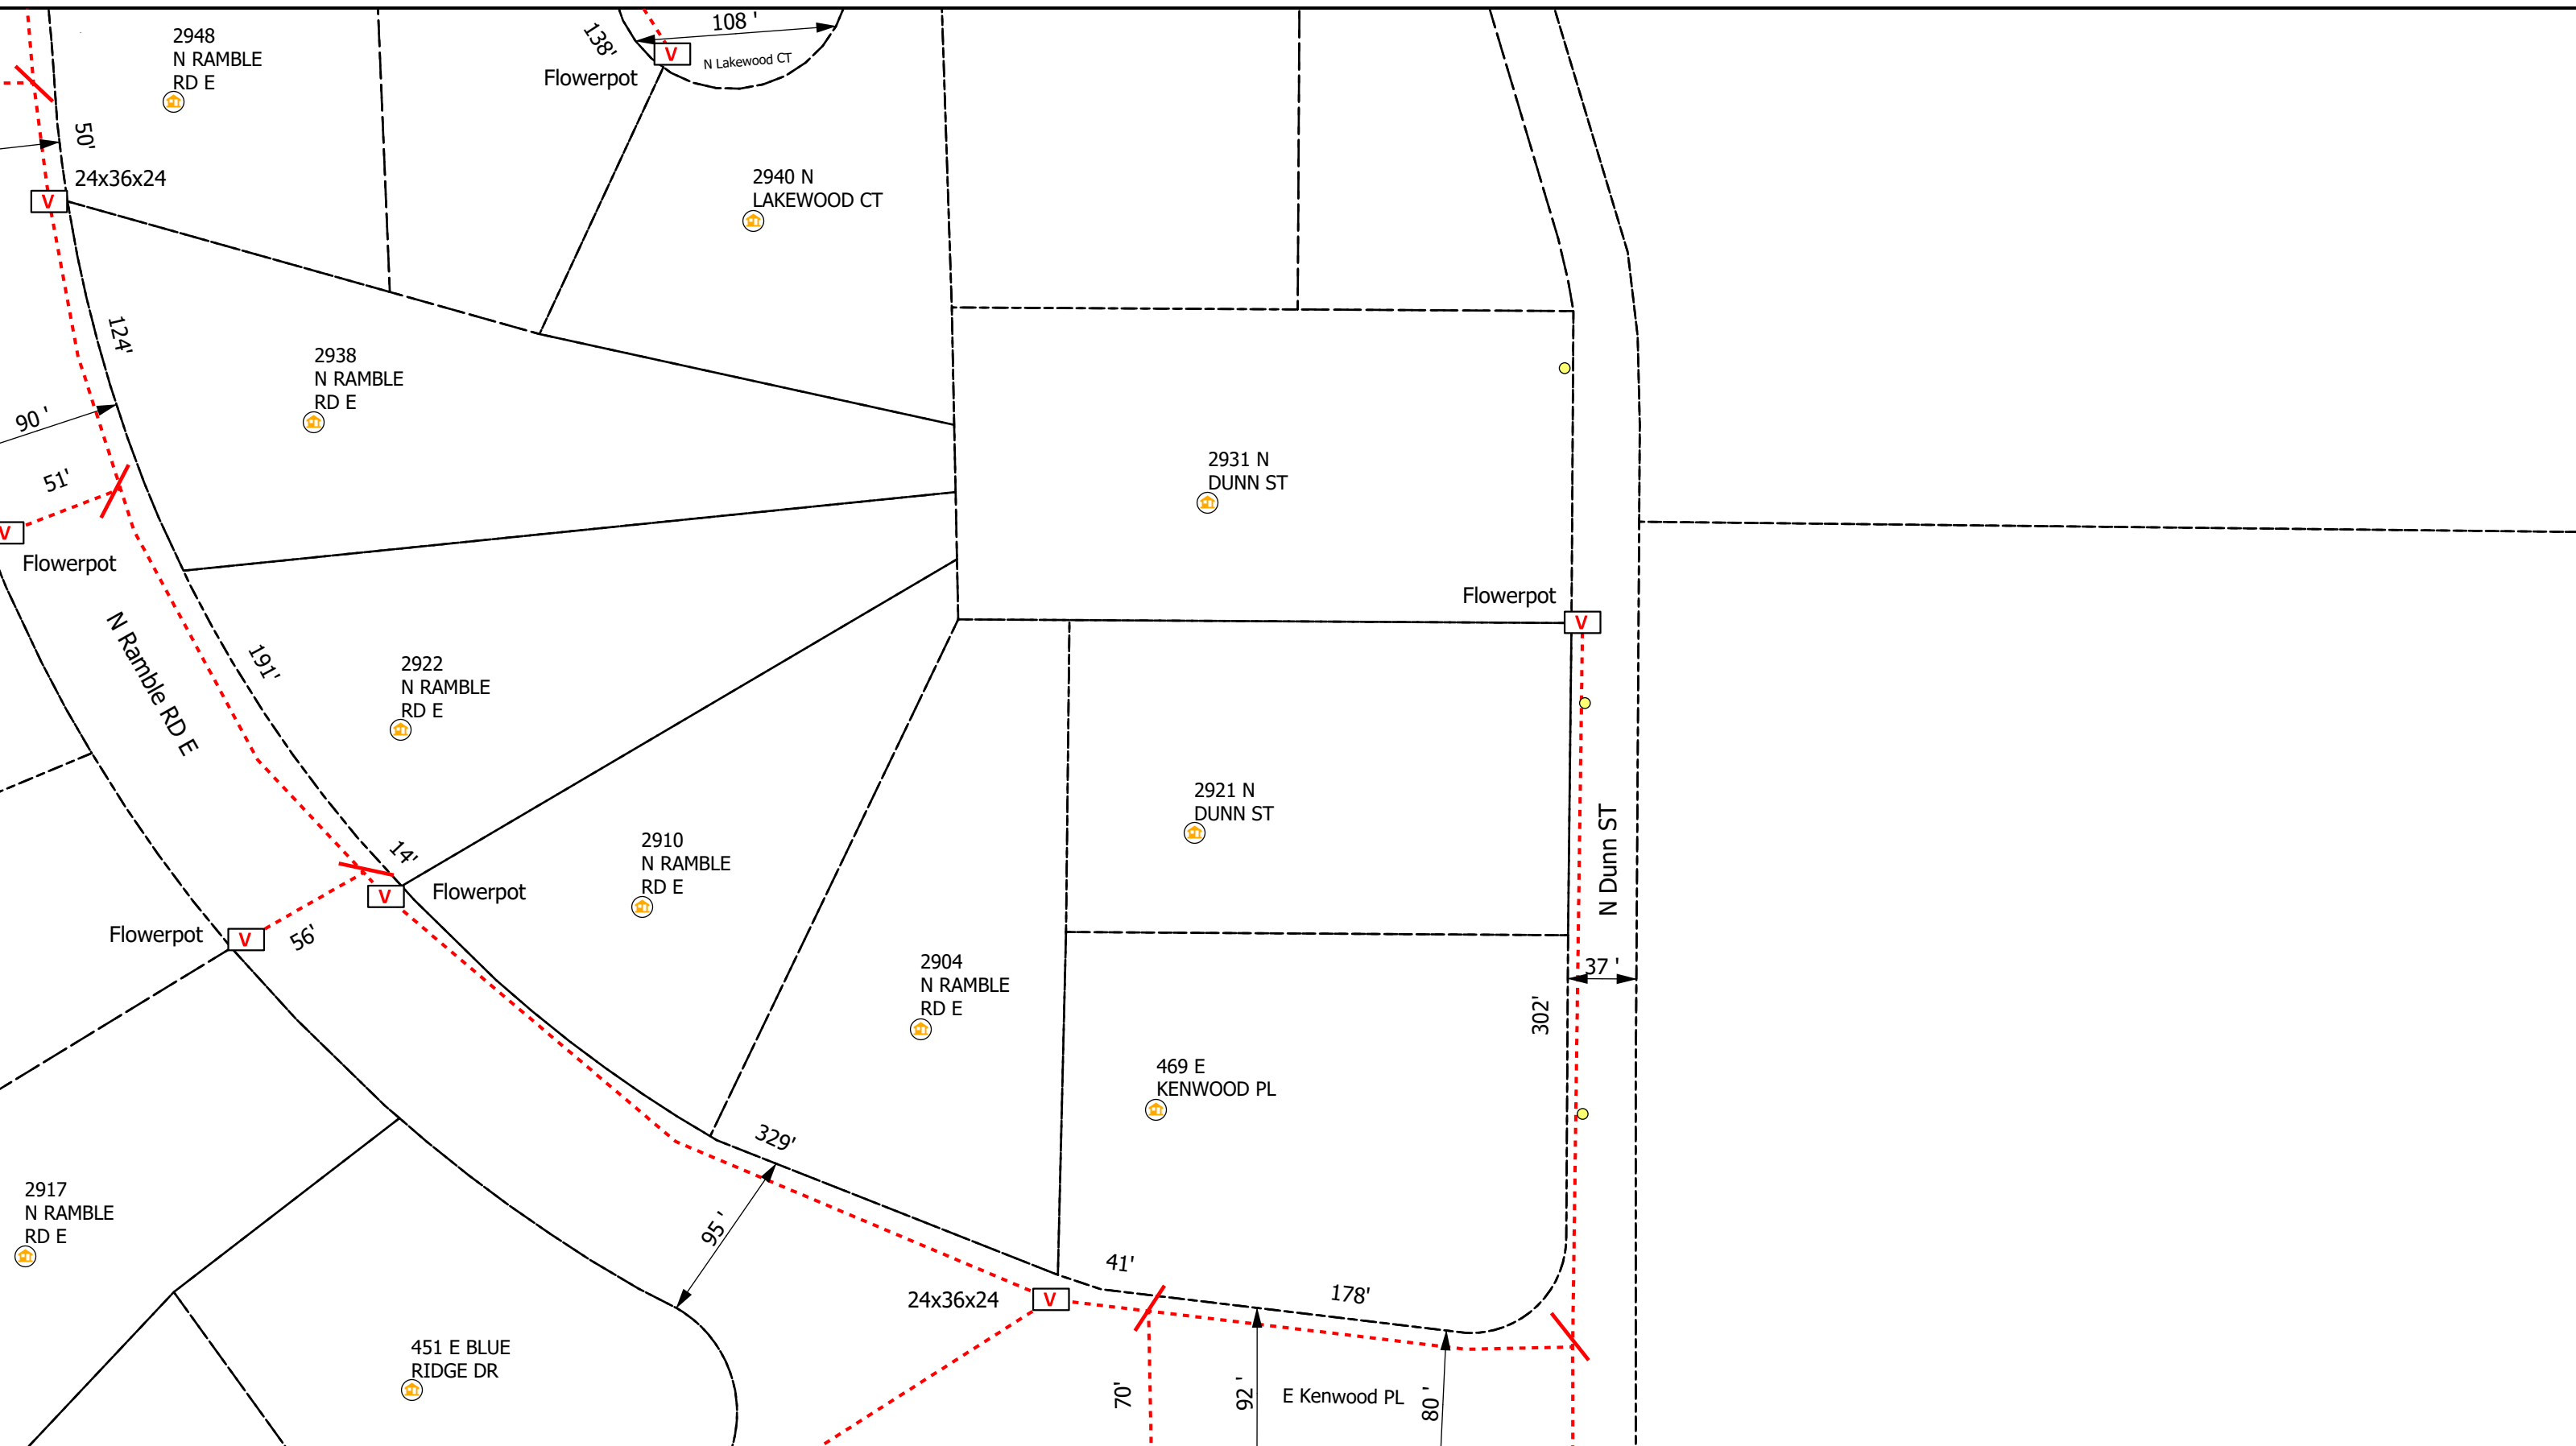 108 '
138'
N Lakewood CT
V
Flowerpot
2948
N RAMBLE
RD E
50'
24x36x24
V
2940 N
LAKEWOOD CT
124'
2938
N RAMBLE
RD E
90 '
51'
V
Flowerpot
2931 N
DUNN ST
Flowerpot
V
N Ramble RD E
191'
2922
N RAMBLE
RD E
2921 N
DUNN ST
N Dunn ST
14'
2910
N RAMBLE
RD E
V
Flowerpot
Flowerpot
V
56'
2904
N RAMBLE
RD E
37 '
302'
469 E
KENWOOD PL
329'
2917
N RAMBLE
RD E
95 '
41'
178'
24x36x24
V
451 E BLUE
RIDGE DR
70'
92 '
E Kenwood PL
80 '